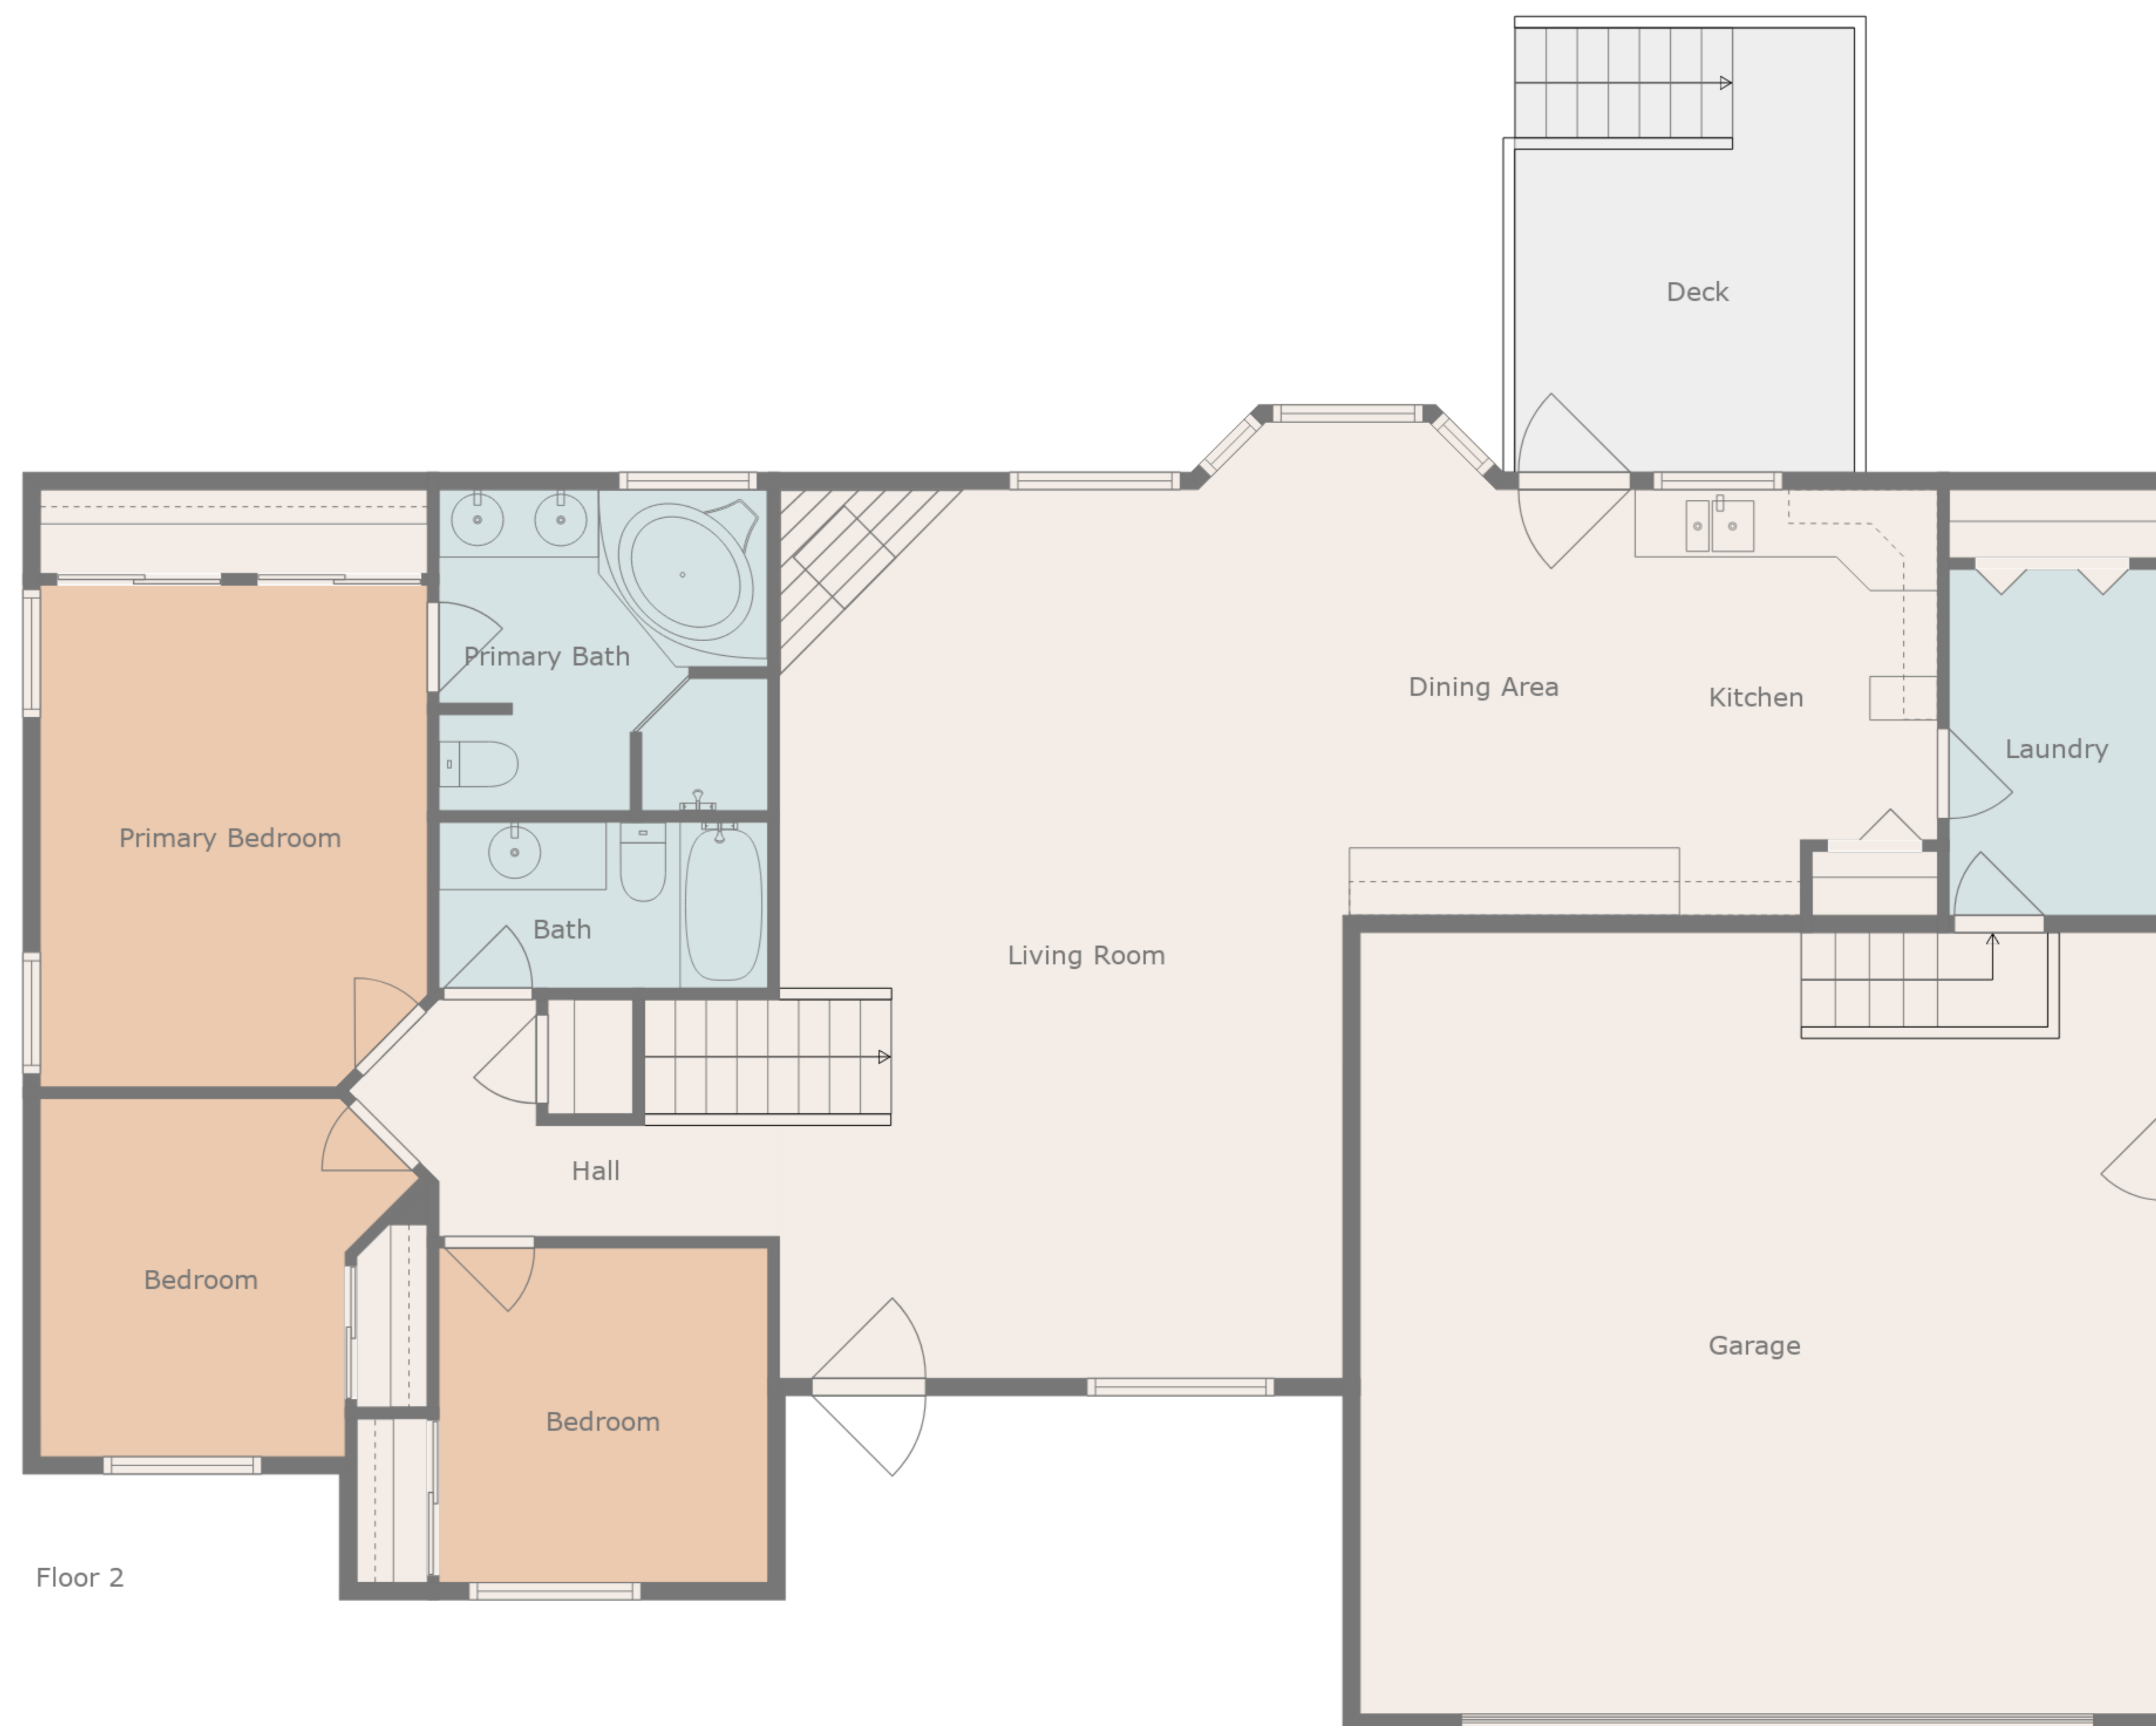 Deck
Primary Bath
Dining Area
Kitchen
Laundry
Primary Bedroom
Bath
Living Room
Hall
Bedroom
Garage
Bedroom
Floor 2